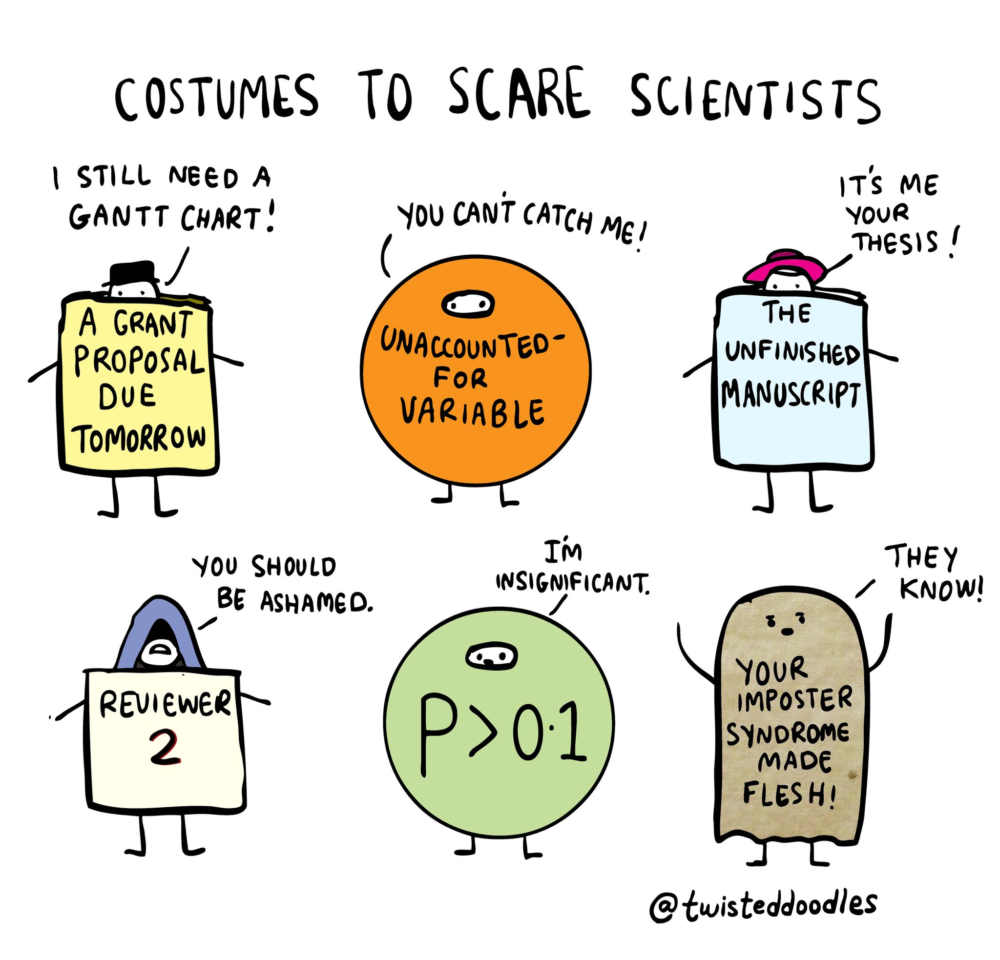 COSTUMES TO SCARE SCIENTISTS
I STILL NEED A
GANTT CHART!
A GRANT
PROPOSAL
DUE
TOMORROW
YOU CAN'T CATCH ME!
UNACCOUNTED-
FOR
VARIABLE
IT'S ME
YOUR
THESIS!
THE
UNFINISHED
MANUSCRIPT
YOU SHOULD
BE ASHAMED.
REVIEWER
2
I'M
INSIGNIFICANT.
P>0.1
THEY
KNOW!
YOUR
IMPOSTER
SYNDROME
MADE
FLESH!
@twisteddoodles